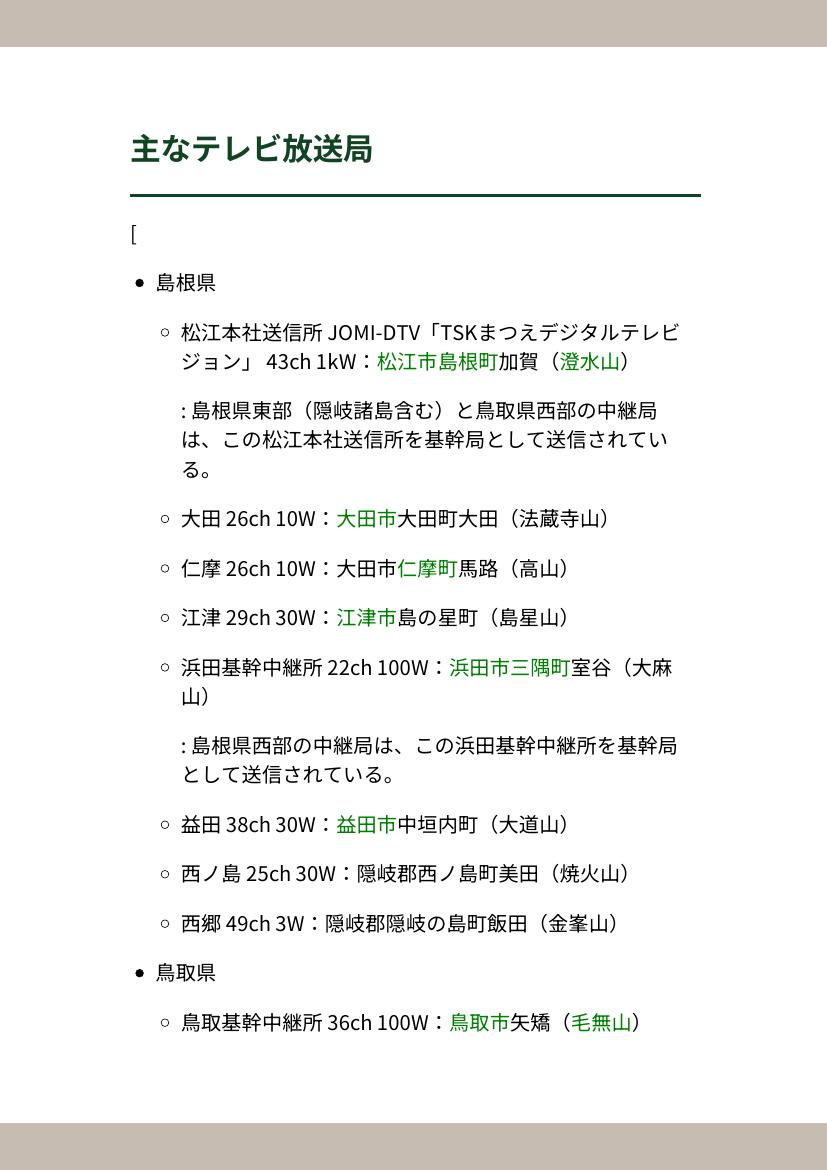 主なテレビ放送局
[
島根県
松江本社送信所 JOMI-DTV「TSKまつえデジタルテレビ
ジョン」 43ch 1kW：松江市島根町加賀（澄水山）
: 島根県東部（隠岐諸島含む）と鳥取県西部の中継局
は、この松江本社送信所を基幹局として送信されてい
る。
大田 26ch 10W：大田市大田町大田（法蔵寺山）
仁摩 26ch 10W：大田市仁摩町馬路（高山）
江津 29ch 30W：江津市島の星町（島星山）
浜田基幹中継所 22ch 100W：浜田市三隅町室谷（大麻
山）
: 島根県西部の中継局は、この浜田基幹中継所を基幹局
として送信されている。
益田 38ch 30W：益田市中垣内町（大道山）
西ノ島 25ch 30W：隠岐郡西ノ島町美田（焼火山）
西郷 49ch 3W：隠岐郡隠岐の島町飯田（金峯山）
鳥取県
鳥取基幹中継所 36ch 100W：鳥取市矢矯（毛無山）